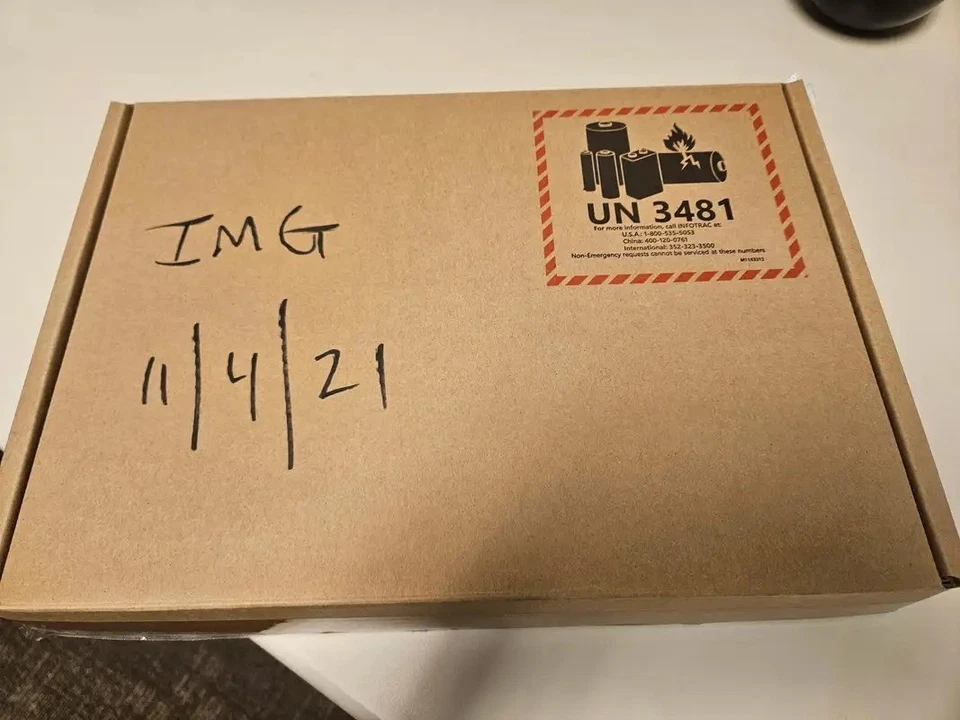 IMG
11/4/21
UN 3481
For more information, call INFOTRAC at:
U.S.A.: 1-800-535-5053
China: 400-120-0761
International: 352-323-3500
Non-Emergency requests cannot be serviced at these numbers